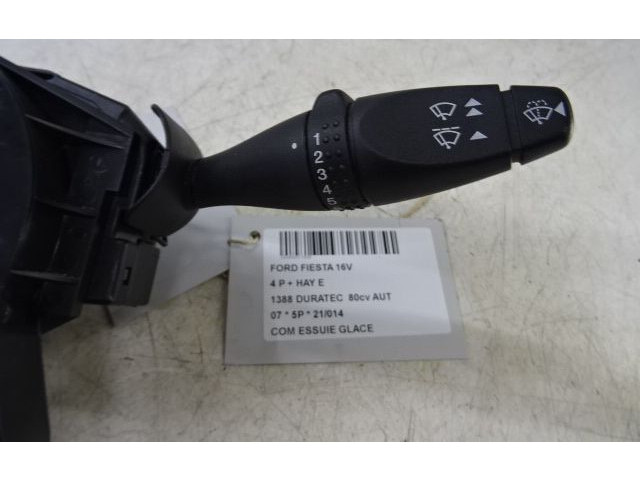 1
2
3
4
5
FORD FIESTA 16V
4 P + HAY E
1388 DURATEC 80cv AUT
07 * 5P * 21/014
COM ESSUIE GLACE